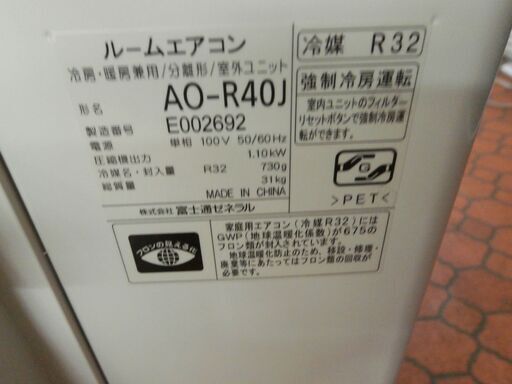 ルームエアコン
冷房・暖房兼用/分離形/室外ユニット
形名 AO-R40J
製造番号 E002692
電源 単相 100V 50/60Hz
圧縮機出力 1.10kW
冷媒名・封入量 R32 730g
総質量 31kg
MADE IN CHINA
株式会社 富士通ゼネラル
冷媒 R32
強制冷房運転
室内ユニットのフィルター
リセットボタンで強制冷房運
転ができます。
>PET<
フロンの見える化
家庭用エアコン(冷媒R32)には
GWP(地球温暖化係数)が675の
フロン類が封入されています。
地球温暖化防止のため、移設・修理・
廃棄等にあたってはフロン類の回収が
必要です。